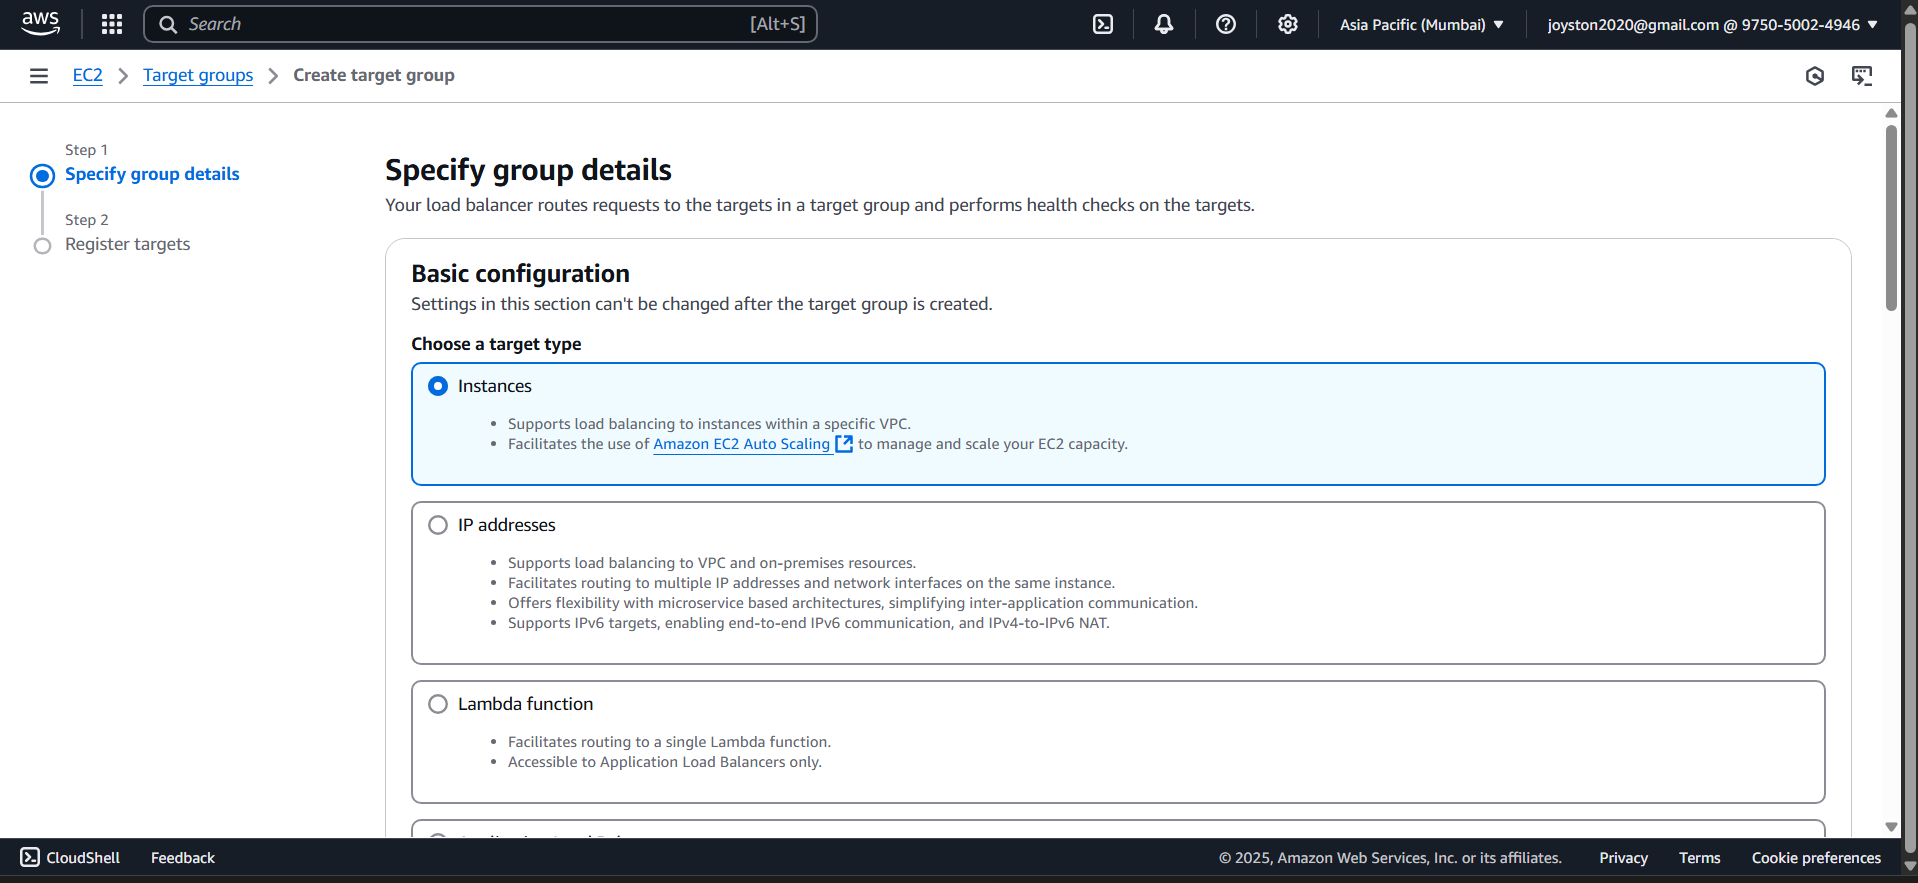 aws
Search [Alt+S]
Asia Pacific (Mumbai)
joyston2020@gmail.com @ 9750-5002-4946
EC2 > Target groups > Create target group
Step 1
Specify group details
Step 2
Register targets
Specify group details
Your load balancer routes requests to the targets in a target group and performs health checks on the targets.
Basic configuration
Settings in this section can't be changed after the target group is created.
Choose a target type
Instances
• Supports load balancing to instances within a specific VPC.
• Facilitates the use of Amazon EC2 Auto Scaling to manage and scale your EC2 capacity.
IP addresses
• Supports load balancing to VPC and on-premises resources.
• Facilitates routing to multiple IP addresses and network interfaces on the same instance.
• Offers flexibility with microservice based architectures, simplifying inter-application communication.
• Supports IPv6 targets, enabling end-to-end IPv6 communication, and IPv4-to-IPv6 NAT.
Lambda function
• Facilitates routing to a single Lambda function.
• Accessible to Application Load Balancers only.
CloudShell
Feedback
© 2025, Amazon Web Services, Inc. or its affiliates.
Privacy
Terms
Cookie preferences